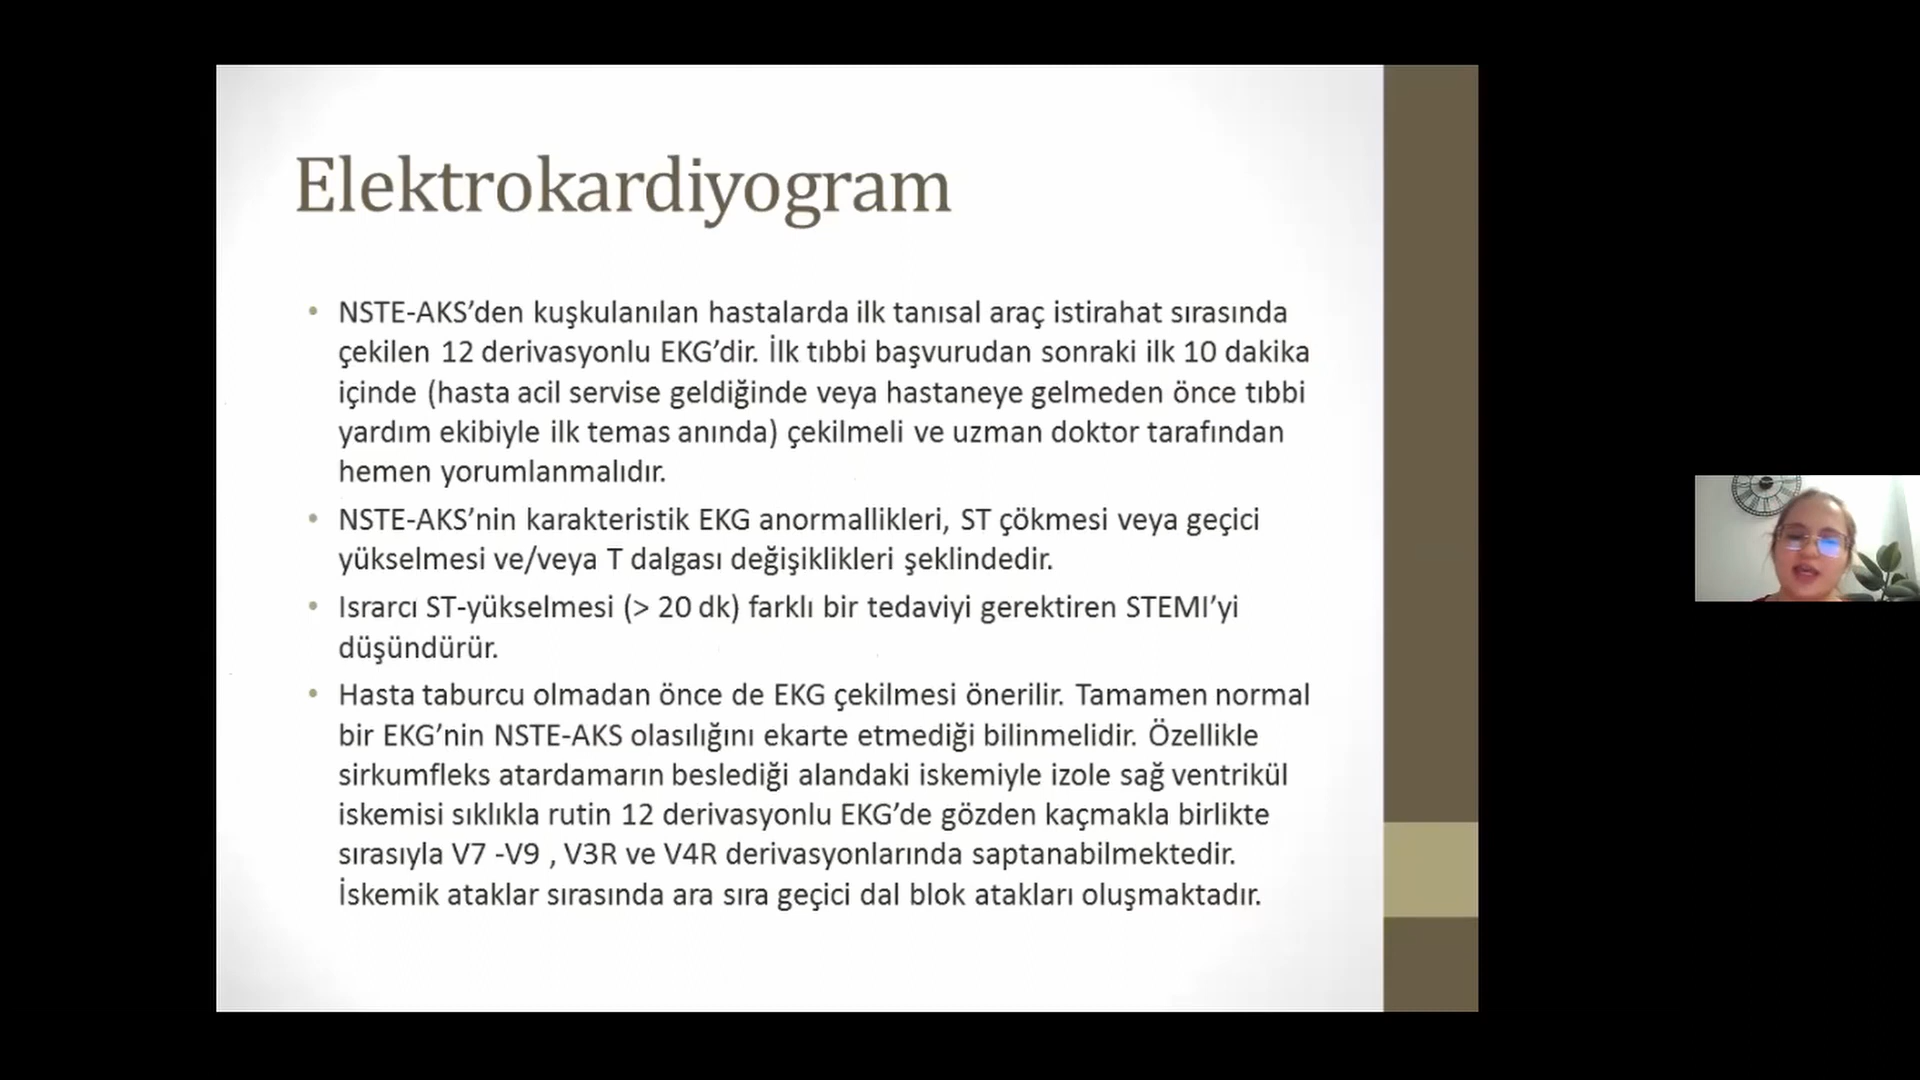 Elektrokardiyogram
• NSTE-AKS’den kuşkulanılan hastalarda ilk tanısal araç istirahat sırasında
çekilen 12 derivasyonlu EKG’dir. İlk tıbbi başvurudan sonraki ilk 10 dakika
içinde (hasta acil servise geldiğinde veya hastaneye gelmeden önce tıbbi
yardım ekibiyle ilk temas anında) çekilmeli ve uzman doktor tarafından
hemen yorumlanmalıdır.
• NSTE-AKS’nin karakteristik EKG anormallikleri, ST çökmesi veya geçici
yükselmesi ve/veya T dalgası değişiklikleri şeklindedir.
• Israrcı ST-yükselmesi (> 20 dk) farklı bir tedaviyi gerektiren STEMI’yi
düşündürür.
• Hasta taburcu olmadan önce de EKG çekilmesi önerilir. Tamamen normal
bir EKG’nin NSTE-AKS olasılığını ekarte etmediği bilinmelidir. Özellikle
sirkumfleks atardamarın beslediği alandaki iskemiyle izole sağ ventrikül
iskemisi sıklıkla rutin 12 derivasyonlu EKG’de gözden kaçmakla birlikte
sırasıyla V7 -V9 , V3R ve V4R derivasyonlarında saptanabilmektedir.
İskemik ataklar sırasında ara sıra geçici dal blok atakları oluşmaktadır.